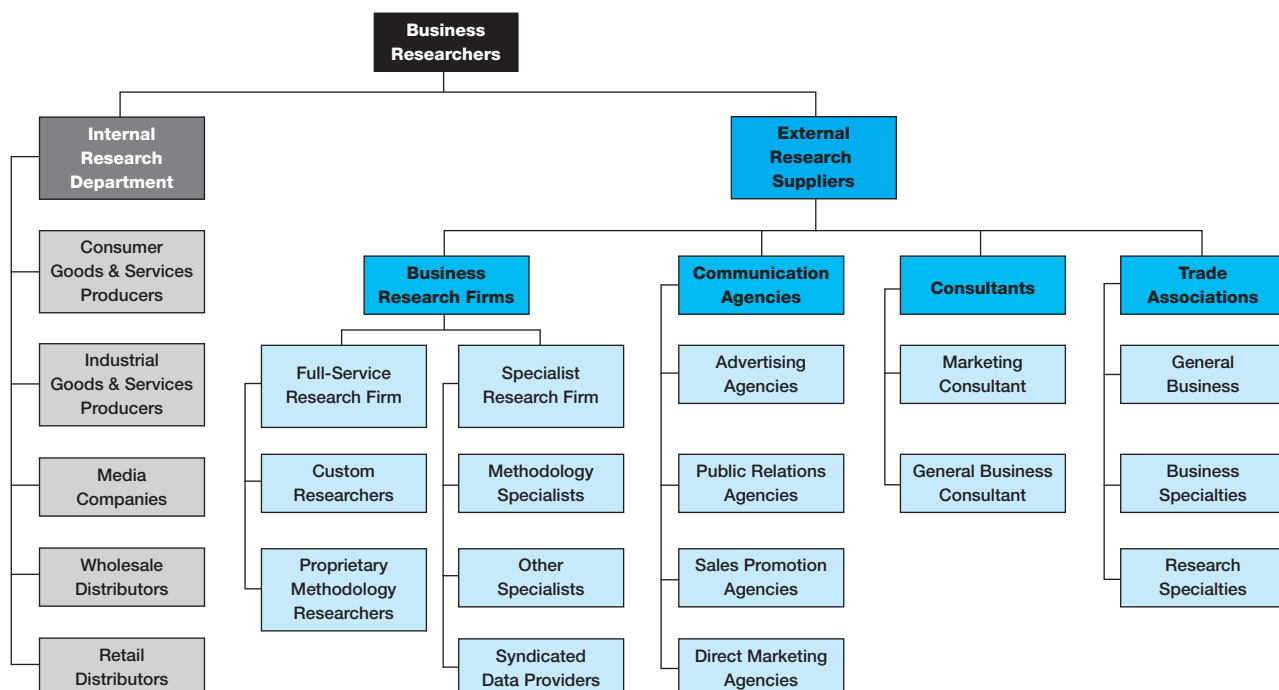 Business
Researchers
Internal
Research
Department
External
Research
Suppliers
Consumer
Goods & Services
Producers
Industrial
Goods & Services
Producers
Media
Companies
Wholesale
Distributors
Retail
Distributors
Business
Research Firms
Full-Service
Research Firm
Custom
Researchers
Proprietary
Methodology
Researchers
Specialist
Research Firm
Methodology
Specialists
Other
Specialists
Syndicated
Data Providers
Communication
Agencies
Advertising
Agencies
Public Relations
Agencies
Sales Promotion
Agencies
Direct Marketing
Agencies
Consultants
Marketing
Consultant
General Business
Consultant
Trade
Associations
General
Business
Business
Specialties
Research
Specialties